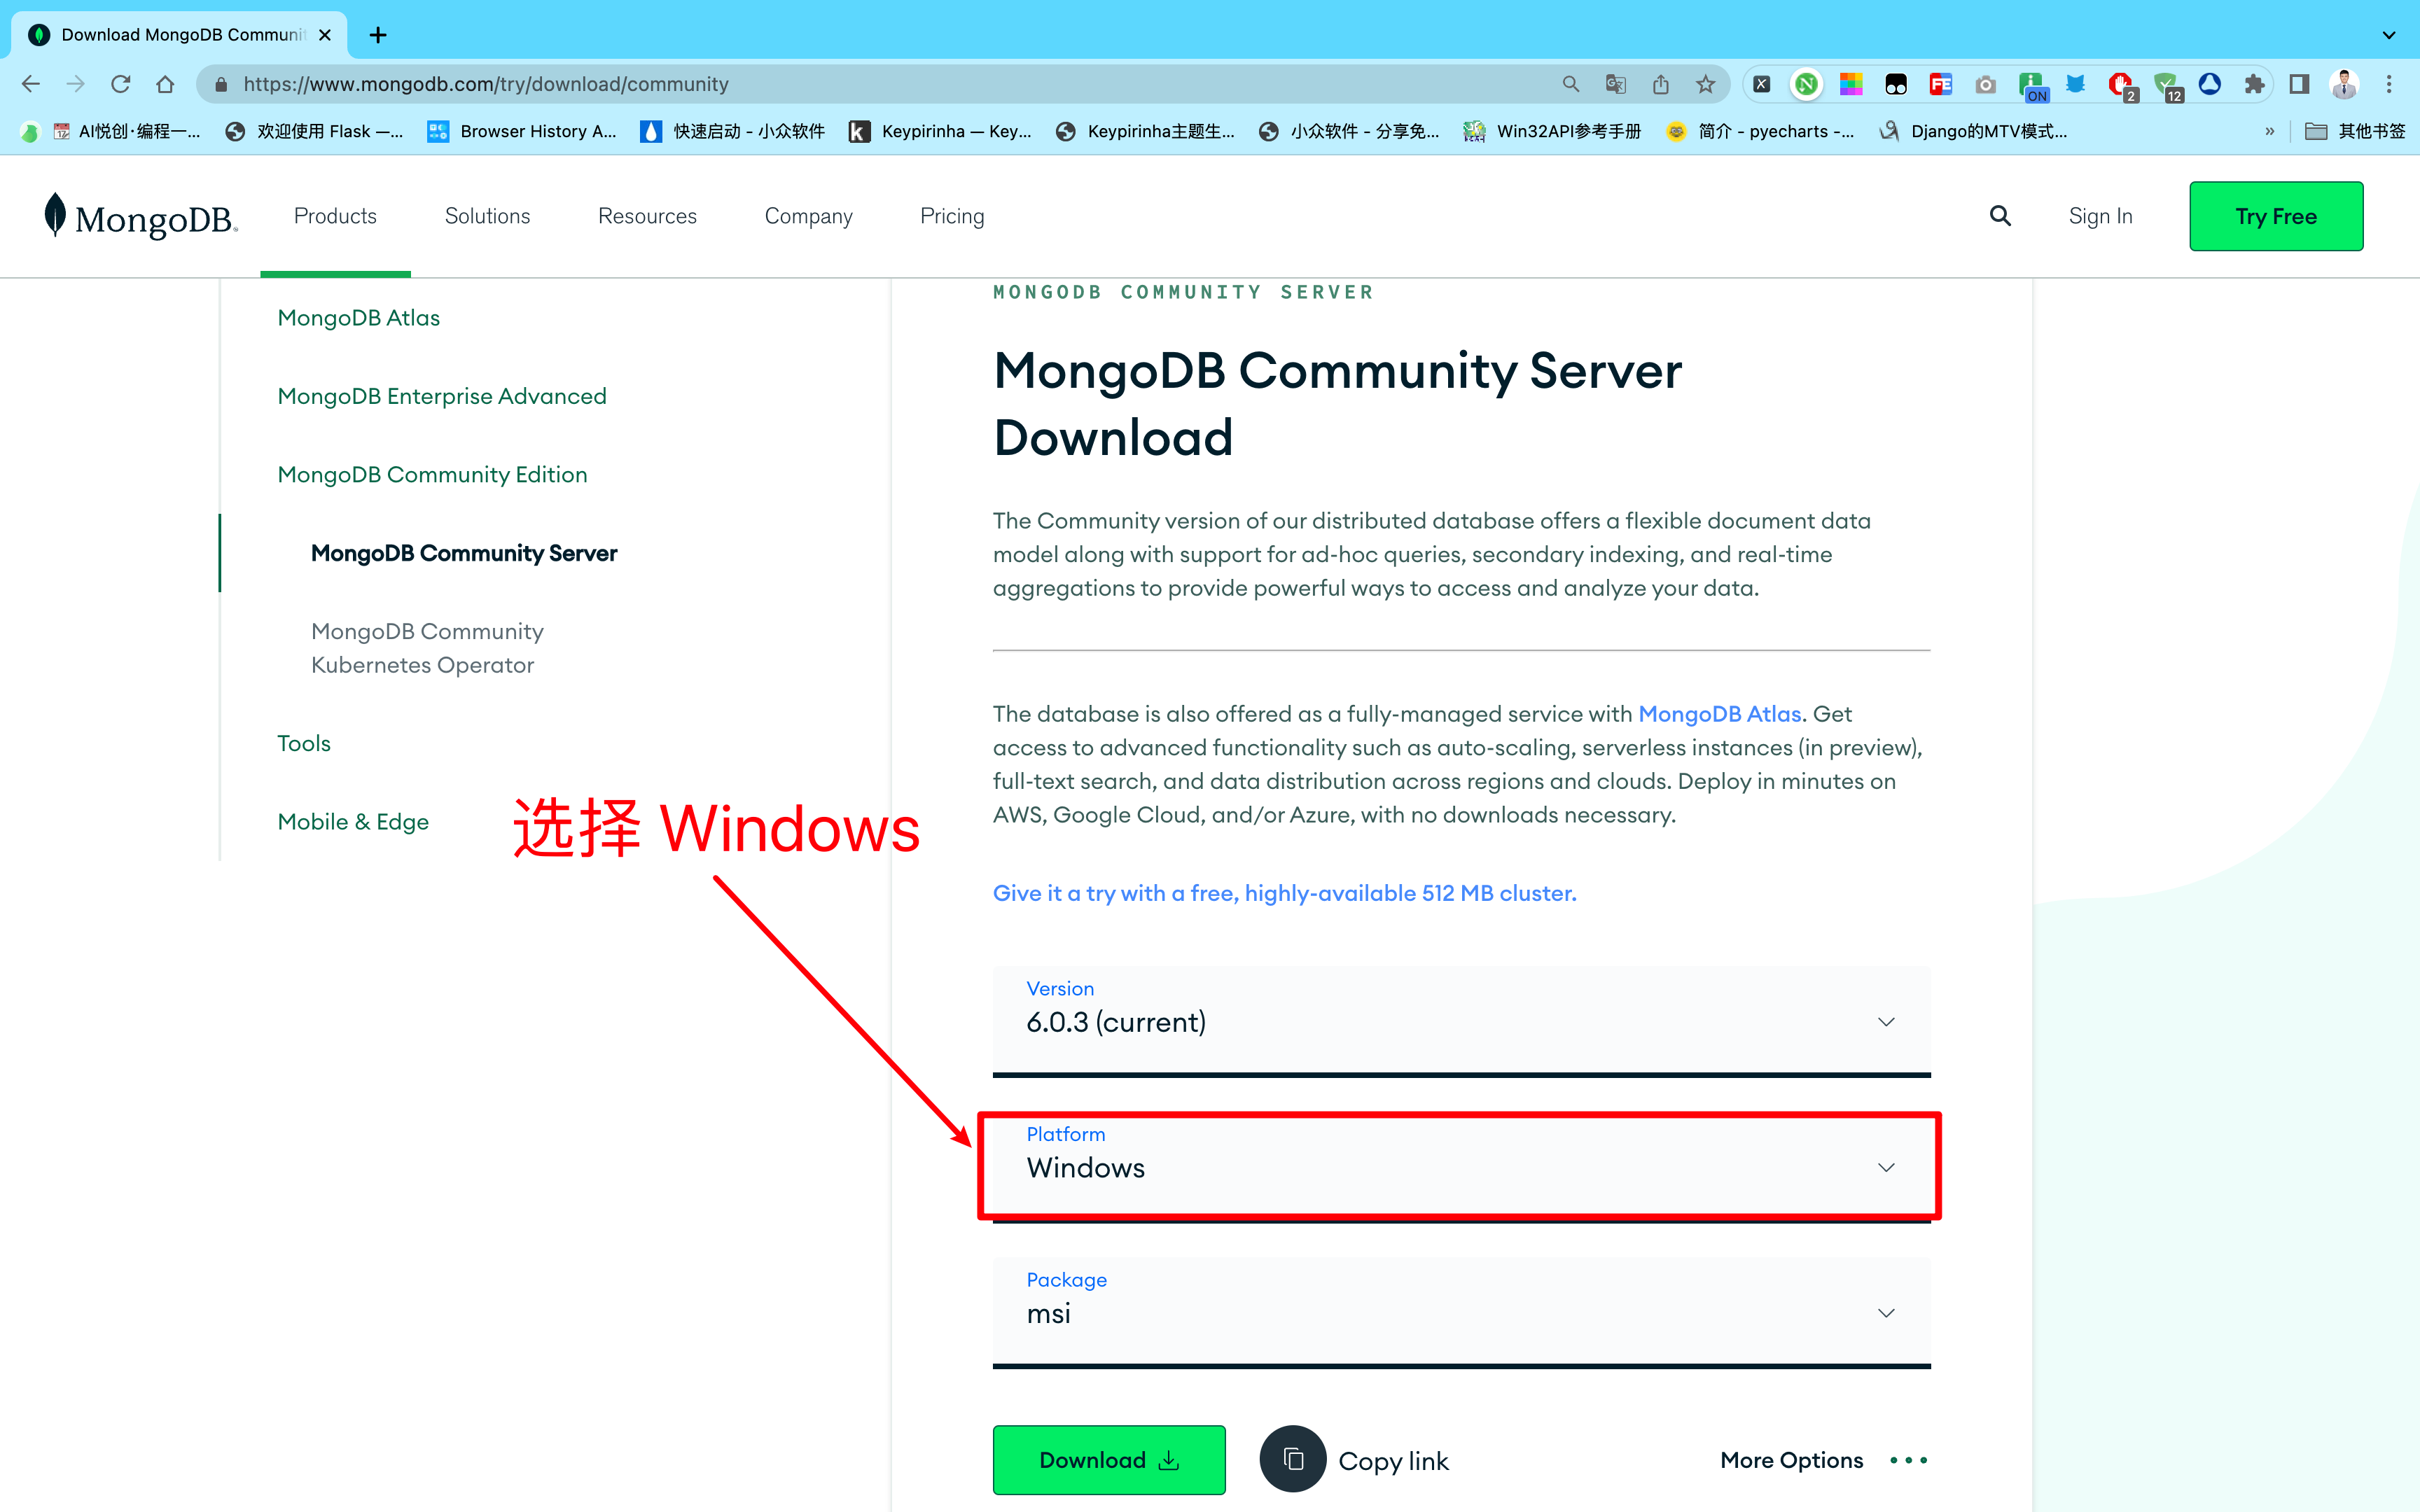 Download MongoDB Communi
https://www.mongodb.com/try/download/community
ON
2
12
AI悦创·编程一...
欢迎使用 Flask —...
Browser History A...
快速启动 - 小众软件
Keypirinha — Key...
Keypirinha主题生...
小众软件 - 分享免...
Win32API参考手册
简介 - pyecharts -...
Django的MTV模式...
»
其他书签
MongoDB.
Products
Solutions
Resources
Company
Pricing
Sign In
Try Free
MongoDB Atlas
MongoDB Enterprise Advanced
MongoDB Community Edition
MongoDB Community Server
MongoDB Community
Kubernetes Operator
Tools
Mobile & Edge
选择 Windows
MONGODB COMMUNITY SERVER
MongoDB Community Server
Download
The Community version of our distributed database offers a flexible document data
model along with support for ad-hoc queries, secondary indexing, and real-time
aggregations to provide powerful ways to access and analyze your data.
The database is also offered as a fully-managed service with MongoDB Atlas. Get
access to advanced functionality such as auto-scaling, serverless instances (in preview),
full-text search, and data distribution across regions and clouds. Deploy in minutes on
AWS, Google Cloud, and/or Azure, with no downloads necessary.
Give it a try with a free, highly-available 512 MB cluster.
Version
6.0.3 (current)
Platform
Windows
Package
msi
Download
Copy link
More Options